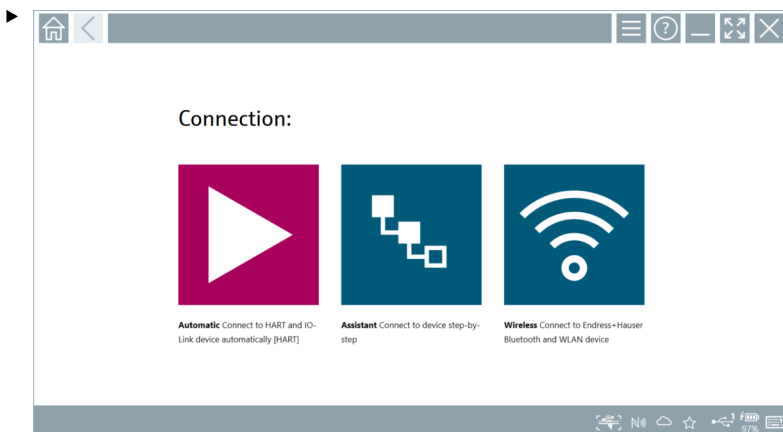 Connection:
Automatic Connect to HART and IO-
Link device automatically [HART]
Assistant Connect to device step-by-
step
Wireless Connect to Endress+Hauser
Bluetooth and WLAN device
1
97%